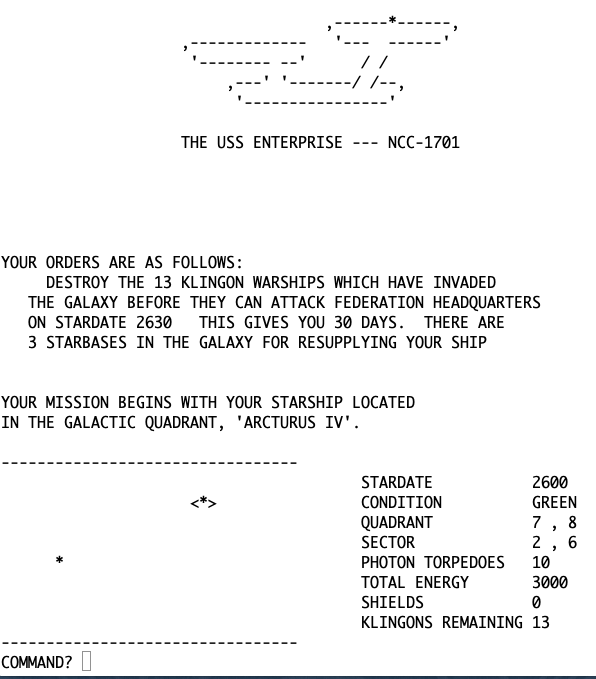 ,------*------,
                    ,-------------   '---  ------'
                     '-------- --'      / /
                         ,---' '-------/ /--,
                          '----------------'

                    THE USS ENTERPRISE --- NCC-1701

YOUR ORDERS ARE AS FOLLOWS:
     DESTROY THE 13 KLINGON WARSHIPS WHICH HAVE INVADED
   THE GALAXY BEFORE THEY CAN ATTACK FEDERATION HEADQUARTERS
   ON STARDATE 2630   THIS GIVES YOU 30 DAYS.  THERE ARE
   3 STARBASES IN THE GALAXY FOR RESUPPLYING YOUR SHIP

YOUR MISSION BEGINS WITH YOUR STARSHIP LOCATED
IN THE GALACTIC QUADRANT, 'ARCTURUS IV'.

---------------------------------
                                        STARDATE           2600
                     <*>                CONDITION          GREEN
                                        QUADRANT           7 , 8
                                        SECTOR             2 , 6
      *                                 PHOTON TORPEDOES   10
                                        TOTAL ENERGY       3000
                                        SHIELDS            0
                                        KLINGONS REMAINING 13
---------------------------------
COMMAND?